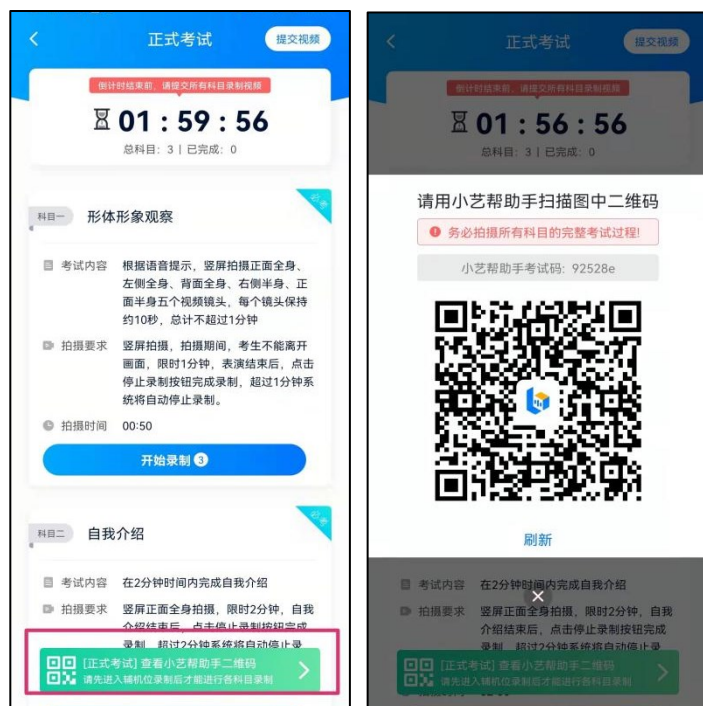 正式考试
提交视频
倒计时结束前，请提交所有科目录制视频
01 : 59 : 56
总科目：3 | 已完成：0
科目一 形体形象观察
必考
考试内容 根据语音提示，竖屏拍摄正面全身、
左侧全身、背面全身、右侧半身、正
面半身五个视频镜头，每个镜头保持
约10秒，总计不超过1分钟
拍摄要求 竖屏拍摄，拍摄期间，考生不能离开
画面，限时1分钟，表演结束后，点击
停止录制按钮完成录制，超过1分钟系
统将自动停止录制。
拍摄时间 00:50
开始录制 3
科目二 自我介绍
必考
考试内容 在2分钟时间内完成自我介绍
拍摄要求 竖屏正面全身拍摄，限时2分钟，自我
介绍结束后，点击停止录制按钮完成
录制，超过2分钟系统将自动停止录
[正式考试] 查看小艺帮助手二维码
请先进入辅机位录制后才能进行各科目录制
正式考试
提交视频
倒计时结束前，请提交所有科目录制视频
01 : 56 : 56
总科目：3 | 已完成：0
请用小艺帮助手扫描图中二维码
务必拍摄所有科目的完整考试过程!
小艺帮助手考试码: 92528e
刷新
考试内容 在2分钟时间内完成自我介绍
拍摄要求 竖屏正面全身拍摄，限时2分钟，自我
介绍结束后，点击停止录制按钮完成
录制，超过2分钟系统将自动停止录
[正式考试] 查看小艺帮助手二维码
请先进入辅机位录制后才能进行各科目录制